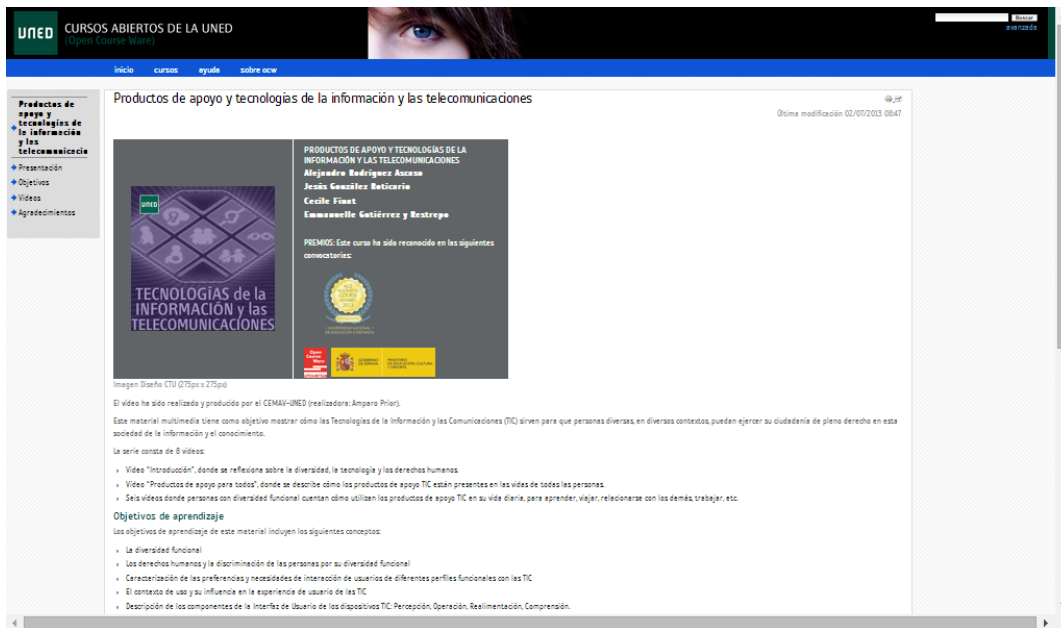 UNED
CURSOS ABIERTOS DE LA UNED
(Open Course Ware)
Buscar
avanzada
inicio cursos ayuda sobre ocw
Productos de
apoyo y
tecnologías de
la información
y las
telecomunicacio
Presentación
Objetivos
Videos
Agradecimientos
Productos de apoyo y tecnologías de la información y las telecomunicaciones
Última modificación 02/07/2013 08:47
UNED
TECNOLOGÍAS de la
INFORMACIÓN y las
TELECOMUNICACIONES
PRODUCTOS DE APOYO Y TECNOLOGÍAS DE LA
INFORMACIÓN Y LAS TELECOMUNICACIONES
Alejandro Rodríguez Ascaso
Jesús González Boticario
Cecile Finat
Emmanuelle Gutiérrez y Restrepo
PREMIOS: Este curso ha sido reconocido en las siguientes
convocatorias:
Open
Course
Ware
GOBIERNO
DE ESPAÑA
MINISTERIO
DE EDUCACIÓN, CULTURA
Y DEPORTE
Imagen Diseño CTU (275px x 275px)
El vídeo ha sido realizado y producido por el CEMAV-UNED (realizadora: Amparo Prior).
Este material multimedia tiene como objetivo mostrar cómo las Tecnologías de la Información y las Comunicaciones (TIC) sirven para que personas diversas, en diversos contextos, puedan ejercer su ciudadanía de pleno derecho en esta
sociedad de la información y el conocimiento.
La serie consta de 8 vídeos:
Vídeo "Introducción", donde se reflexiona sobre la diversidad, la tecnología y los derechos humanos.
Vídeo "Productos de apoyo para todos", donde se describe cómo los productos de apoyo TIC están presentes en las vidas de todas las personas.
Seis vídeos donde personas con diversidad funcional cuentan cómo utilizan los productos de apoyo TIC en su vida diaria, para aprender, viajar, relacionarse con los demás, trabajar, etc.
Objetivos de aprendizaje
Los objetivos de aprendizaje de este material incluyen los siguientes conceptos:
La diversidad funcional
Los derechos humanos y la discriminación de las personas por su diversidad funcional
Caracterización de las preferencias y necesidades de interacción de usuarios de diferentes perfiles funcionales con las TIC
El contexto de uso y su influencia en la experiencia de usuario de las TIC
Descripción de los componentes de la Interfaz de Usuario de los dispositivos TIC: Percepción, Operación, Realimentación, Comprensión.